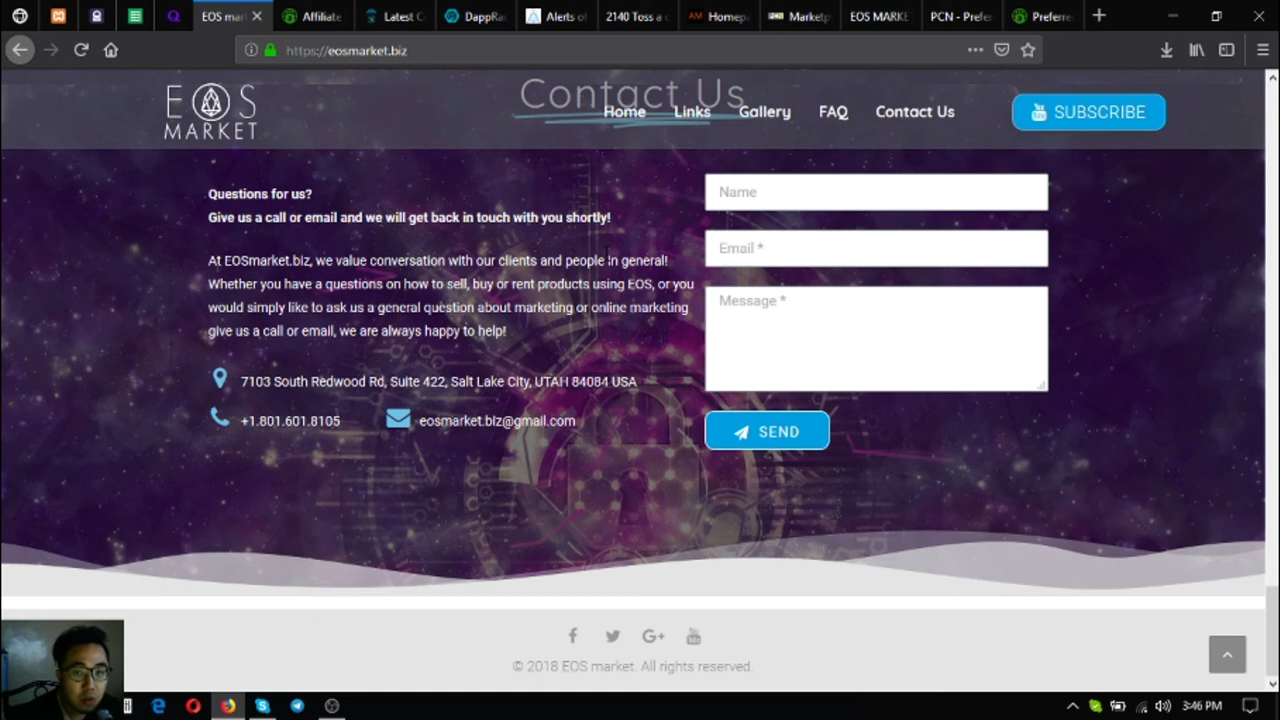 EOS mar
Affiliate
Latest C
DappRa
Alerts o
2140 Toss a c
AM Homep
Marketp
EOS MARKE
PCN - Prefer
Preferre
https://eosmarket.biz
Contact Us
EOS
MARKET
Home Links Gallery FAQ Contact Us
SUBSCRIBE
Questions for us?
Give us a call or email and we will get back in touch with you shortly!
At EOSmarket.biz, we value conversation with our clients and people in general!
Whether you have a questions on how to sell, buy or rent products using EOS, or you
would simply like to ask us a general question about marketing or online marketing
give us a call or email, we are always happy to help!
7103 South Redwood Rd, Suite 422, Salt Lake City, UTAH 84084 USA
+1.801.601.8105 eosmarket.biz@gmail.com
Name
Email *
Message *
SEND
© 2018 EOS market. All rights reserved.
3:46 PM